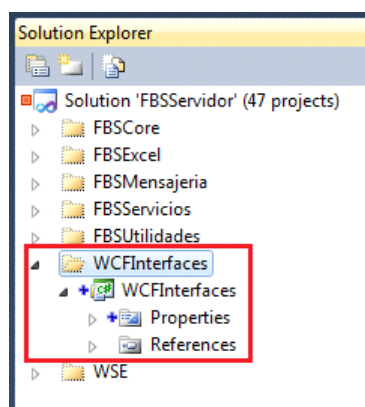 Solution Explorer
Solution 'FBSServidor' (47 projects)
FBSCore
FBSExcel
FBSMensajeria
FBSServicios
FBSUtilidades
WCFInterfaces
WCFInterfaces
Properties
References
WSE